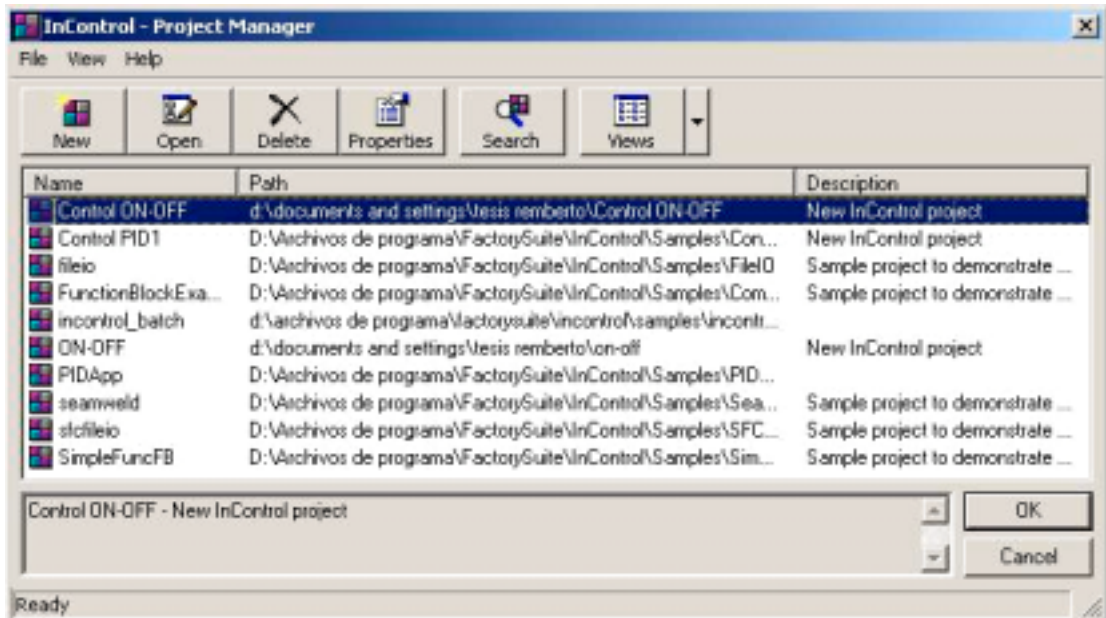 InControl - Project Manager
File View Help
New Open Delete Properties Search Views
Name Path Description
Control ON-OFF d:\documents and settings\tesis remberto\Control ON-OFF New InControl project
Control PID1 D:\Archivos de programa\FactorySuite\InControl\Samples\Con... New InControl project
fileio D:\Archivos de programa\FactorySuite\InControl\Samples\FileIO Sample project to demonstrate ...
FunctionBlockExa... D:\Archivos de programa\FactorySuite\InControl\Samples\Com... Sample project to demonstrate ...
incontrol_batch d:\archivos de programa\factorysuite\incontrol\samples\incontr...
ON-OFF d:\documents and settings\tesis remberto\on-off New InControl project
PIDApp D:\Archivos de programa\FactorySuite\InControl\Samples\PID...
seamweld D:\Archivos de programa\FactorySuite\InControl\Samples\Sea... Sample project to demonstrate ...
sfcfileio D:\Archivos de programa\FactorySuite\InControl\Samples\SFC... Sample project to demonstrate ...
SimpleFuncFB D:\Archivos de programa\FactorySuite\InControl\Samples\Sim... Sample project to demonstrate ...
Control ON-OFF - New InControl project
OK
Cancel
Ready